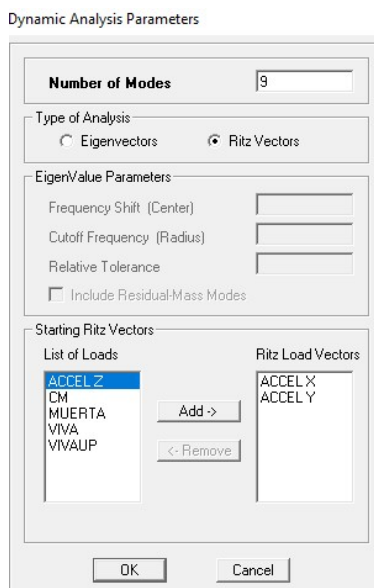 Dynamic Analysis Parameters
Number of Modes 9
Type of Analysis
Eigenvectors Ritz Vectors
EigenValue Parameters
Frequency Shift (Center)
Cutoff Frequency (Radius)
Relative Tolerance
Include Residual-Mass Modes
Starting Ritz Vectors
List of Loads Ritz Load Vectors
ACCEL Z ACCEL X
CM ACCEL Y
MUERTA Add ->
VIVA
VIVAUP <- Remove
OK Cancel